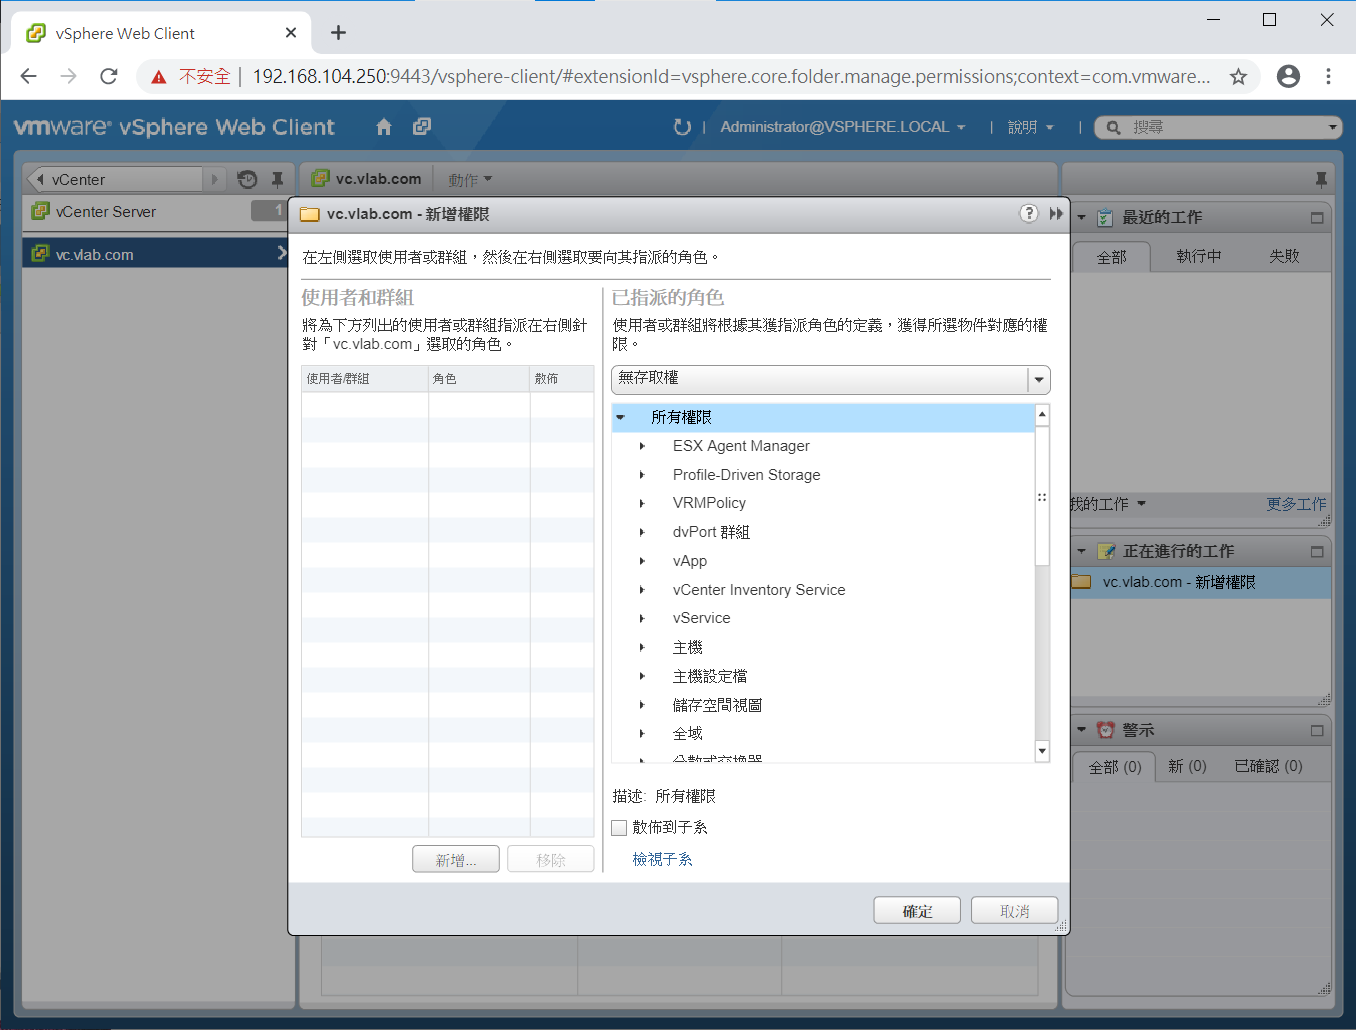 vSphere Web Client
不安全 | 192.168.104.250:9443/vsphere-client/#extensionId=vsphere.core.folder.manage.permissions;context=com.vmware...
vmware vSphere Web Client
Administrator@VSPHERE.LOCAL
說明
搜尋
vCenter
vCenter Server 1
vc.vlab.com
vc.vlab.com 動作
vc.vlab.com - 新增權限
?
在左側選取使用者或群組，然後在右側選取要向其指派的角色。
使用者和群組
將為下方列出的使用者或群組指派在右側針
對「vc.vlab.com」選取的角色。
使用者/群組 角色 散佈
新增... 移除
已指派的角色
使用者或群組將根據其獲指派角色的定義，獲得所選物件對應的權
限。
無存取權
所有權限
ESX Agent Manager
Profile-Driven Storage
VRMPolicy
dvPort 群組
vApp
vCenter Inventory Service
vService
主機
主機設定檔
儲存空間視圖
全域
分散式交換器
描述: 所有權限
散佈到子系
檢視子系
確定 取消
最近的工作
全部 執行中 失敗
我的工作 更多工作
正在進行的工作
vc.vlab.com - 新增權限
警示
全部 (0) 新 (0) 已確認 (0)